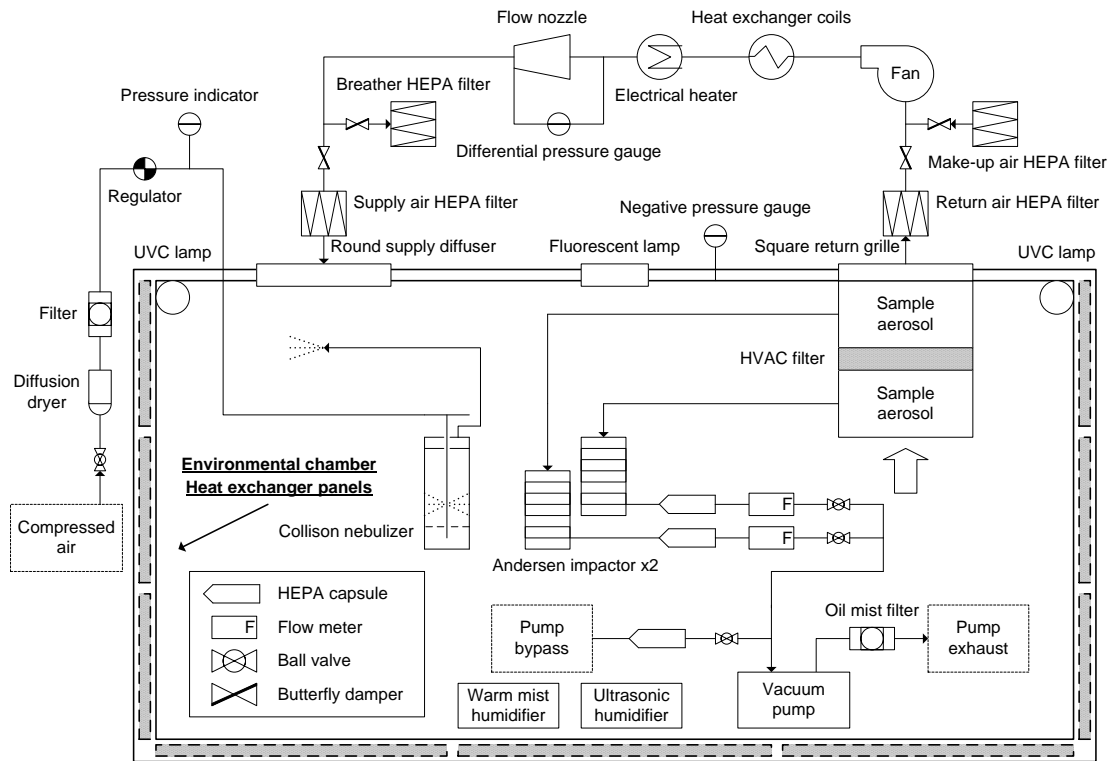 Flow nozzle
Heat exchanger coils
Fan
Breather HEPA filter
Electrical heater
Pressure indicator
Differential pressure gauge
Make-up air HEPA filter
Regulator
Supply air HEPA filter
Negative pressure gauge
Return air HEPA filter
UVC lamp
Round supply diffuser
Fluorescent lamp
Square return grille
UVC lamp
Filter
Sample
aerosol
HVAC filter
Diffusion
dryer
Sample
aerosol
Environmental chamber
Heat exchanger panels
Compressed
air
Collison nebulizer
F
F
Andersen impactor x2
HEPA capsule
F
Flow meter
Ball valve
Butterfly damper
Pump
bypass
Oil mist filter
Pump
exhaust
Warm mist
humidifier
Ultrasonic
humidifier
Vacuum
pump